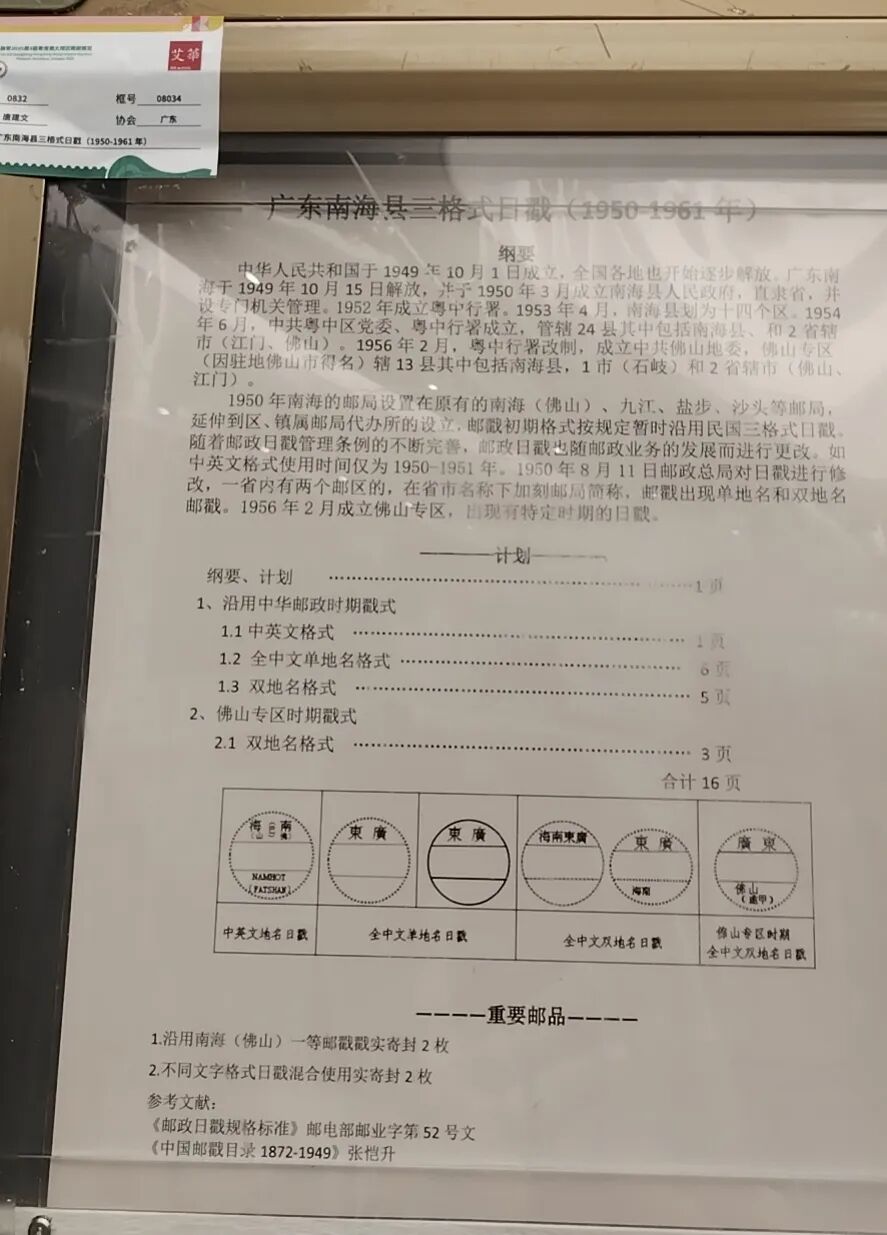 艾华
0832
框号 08034
唐建文
协会 广东
广东南海县三格式日戳（1950-1961 年）
广东南海县三格式日戳（1950-1961 年）
纲要
中华人民共和国于 1949 年 10 月 1 日成立，全国各地也开始逐步解放。广东南
海于 1949 年 10 月 15 日解放，并于 1950 年 3 月成立南海县人民政府，直隶省，并
设专门机关管理。1952 年成立粤中行署。1953 年 4 月，南海县划为十四个区。1954
年 6 月，中共粤中区党委、粤中行署成立，管辖 24 县其中包括南海县、和 2 省辖
市（江门、佛山）。1956 年 2 月，粤中行署改制，成立中共佛山地委，佛山专区
（因驻地佛山市得名）辖 13 县其中包括南海县，1 市（石岐）和 2 省辖市（佛山、
江门）。
1950 年南海的邮局设置在原有的南海（佛山）、九江、盐步、沙头等邮局，
延伸到区、镇属邮局代办所的设立，邮戳初期格式按规定暂时沿用民国三格式日戳。
随着邮政日戳管理条例的不断完善，邮政日戳也随邮政业务的发展而进行更改。如
中英文格式使用时间仅为 1950-1951 年。1950 年 8 月 11 日邮政总局对日戳进行修
改，一省内有两个邮区的，在省市名称下加刻邮局简称，邮戳出现单地名和双地名
邮戳。1956 年 2 月成立佛山专区，出现有特定时期的日戳。
————计划————
纲要、计划 ……………………………………1 页
1、沿用中华邮政时期戳式
1.1 中英文格式 …………………………………… 1 页
1.2 全中文单地名格式 …………………………………… 6 页
1.3 双地名格式 …………………………………… 5 页
2、佛山专区时期戳式
2.1 双地名格式 …………………………………… 3 页
合计 16 页
海 南
（山 佛）
NAMHOT
（FATSHAN）
東 廣
東 廣
海南東廣
東 廣
海南
廣 東
佛山
（逾甲）
中英文地名日戳
全中文单地名日戳
全中文双地名日戳
佛山专区时期
全中文双地名日戳
————重要邮品————
1.沿用南海（佛山）一等邮戳戳实寄封 2 枚
2.不同文字格式日戳混合使用实寄封 2 枚
参考文献：
《邮政日戳规格标准》邮电部邮业字第 52 号文
《中国邮戳目录 1872-1949》张恺升